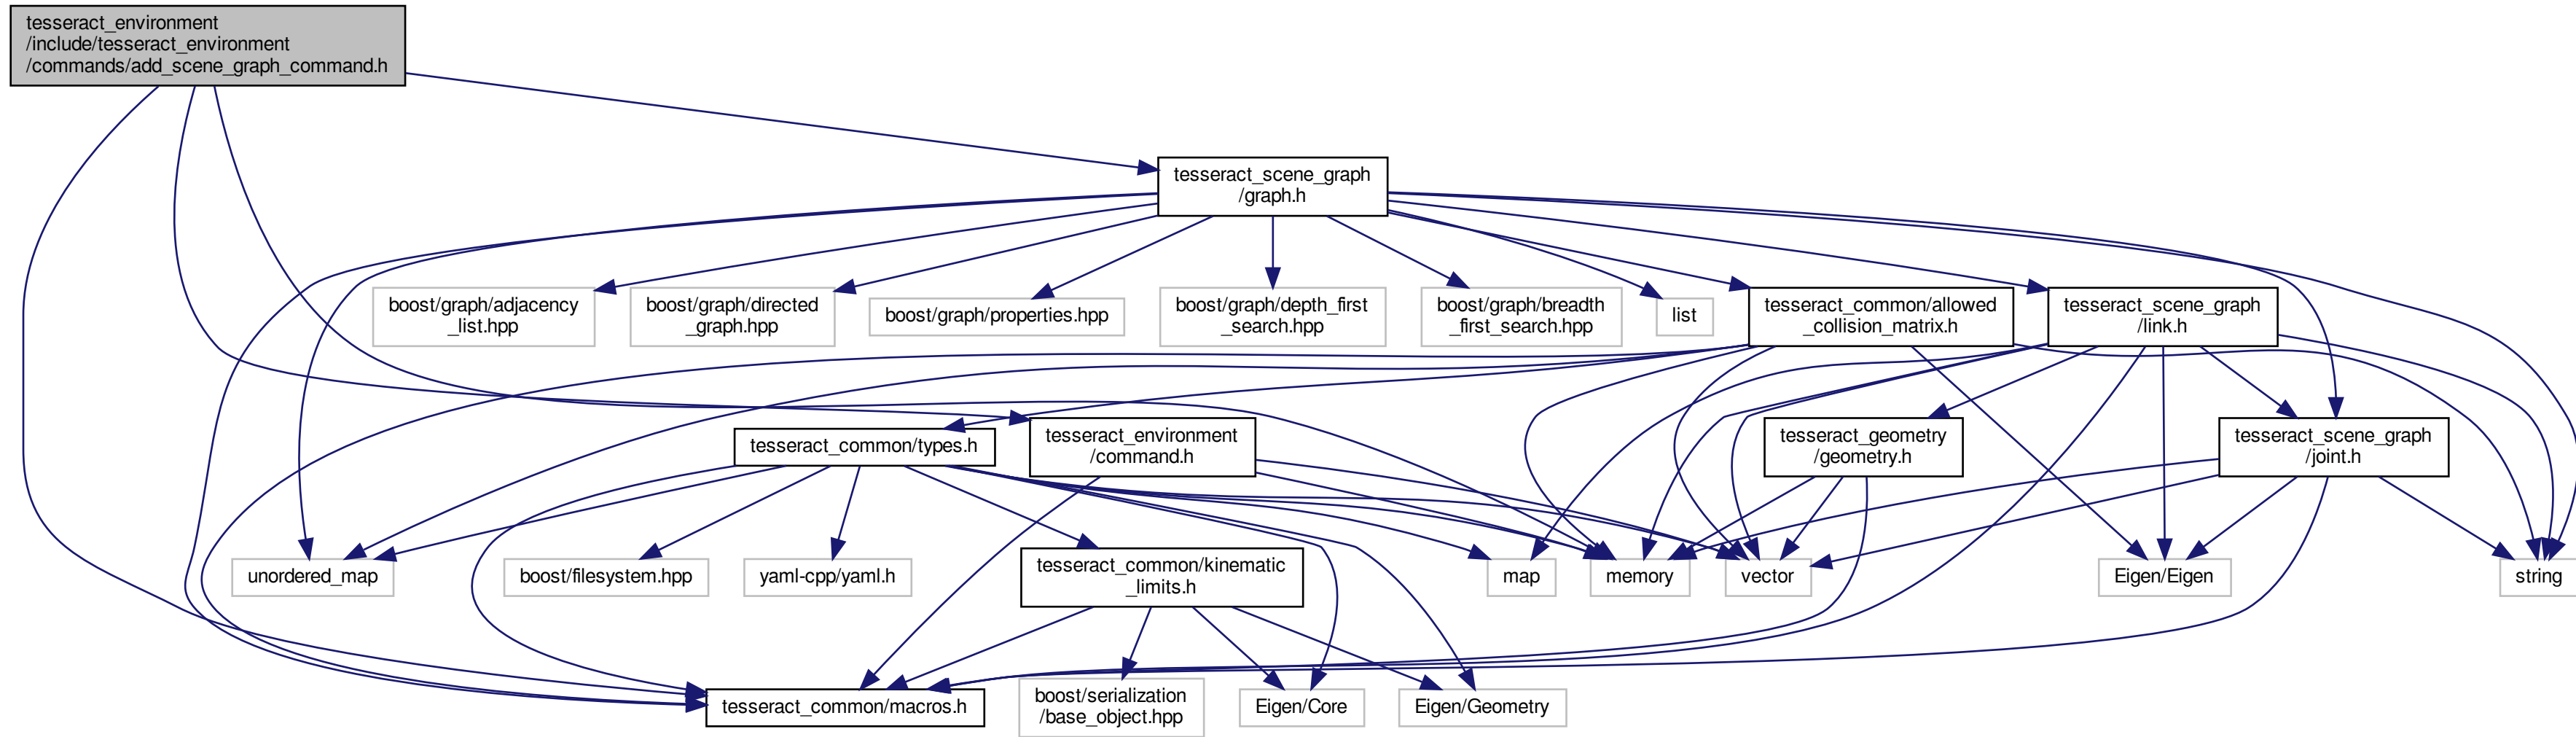 tesseract_environment
/include/tesseract_environment
/commands/add_scene_graph_command.h
tesseract_scene_graph
/graph.h
boost/graph/adjacency
_list.hpp
boost/graph/directed
_graph.hpp
boost/graph/properties.hpp
boost/graph/depth_first
_search.hpp
boost/graph/breadth
_first_search.hpp
list
tesseract_common/allowed
_collision_matrix.h
tesseract_scene_graph
/link.h
tesseract_common/types.h
tesseract_environment
/command.h
tesseract_geometry
/geometry.h
tesseract_scene_graph
/joint.h
unordered_map
boost/filesystem.hpp
yaml-cpp/yaml.h
tesseract_common/kinematic
_limits.h
map
memory
vector
Eigen/Eigen
string
tesseract_common/macros.h
boost/serialization
/base_object.hpp
Eigen/Core
Eigen/Geometry